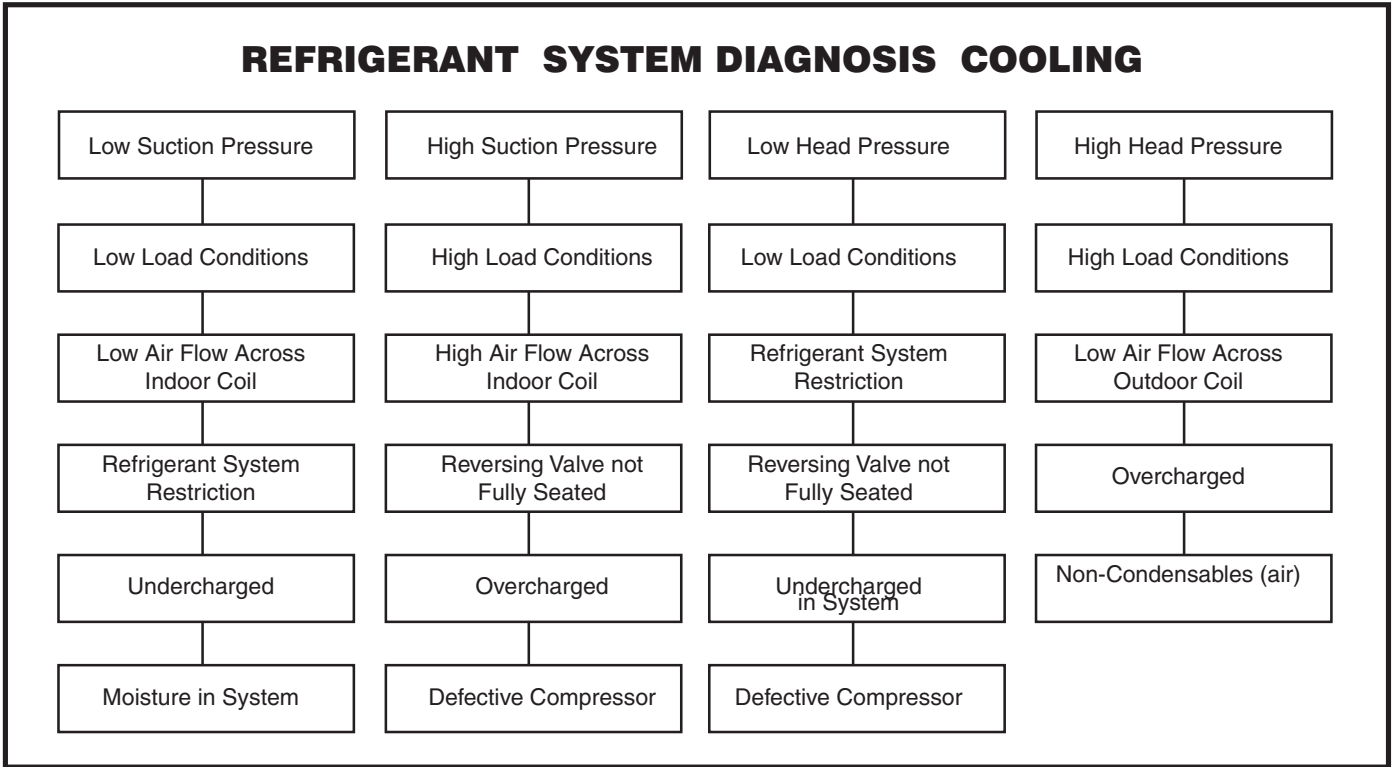 REFRIGERANT SYSTEM DIAGNOSIS COOLING
Low Suction Pressure
Low Load Conditions
Low Air Flow Across
Indoor Coil
Refrigerant System
Restriction
Undercharged
Moisture in System
High Suction Pressure
High Load Conditions
High Air Flow Across
Indoor Coil
Reversing Valve not
Fully Seated
Overcharged
Defective Compressor
Low Head Pressure
Low Load Conditions
Refrigerant System
Restriction
Reversing Valve not
Fully Seated
Undercharged
in System
Defective Compressor
High Head Pressure
High Load Conditions
Low Air Flow Across
Outdoor Coil
Overcharged
Non-Condensables (air)